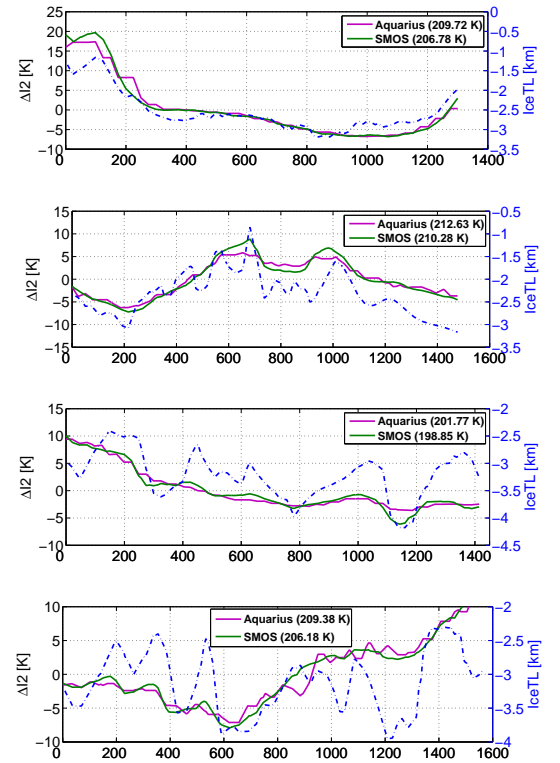 25
20
15
10
5
0
−5
−10
0 200 400 600 800 1000 1200 1400
0
−0.5
−1
−1.5
−2
−2.5
−3
−3.5
ΔI2 [K]
IceTL [km]
Aquarius (209.72 K)
SMOS (206.78 K)
15
10
5
0
−5
−10
−15
0 200 400 600 800 1000 1200 1400 1600
−0.5
−1
−1.5
−2
−2.5
−3
−3.5
ΔI2 [K]
IceTL [km]
Aquarius (212.63 K)
SMOS (210.28 K)
15
10
5
0
−5
−10
0 200 400 600 800 1000 1200 1400
−2
−2.5
−3
−3.5
−4
−4.5
ΔI2 [K]
IceTL [km]
Aquarius (201.77 K)
SMOS (198.85 K)
10
5
0
−5
−10
0 200 400 600 800 1000 1200 1400 1600
−2
−2.5
−3
−3.5
−4
ΔI2 [K]
IceTL [km]
Aquarius (209.38 K)
SMOS (206.18 K)